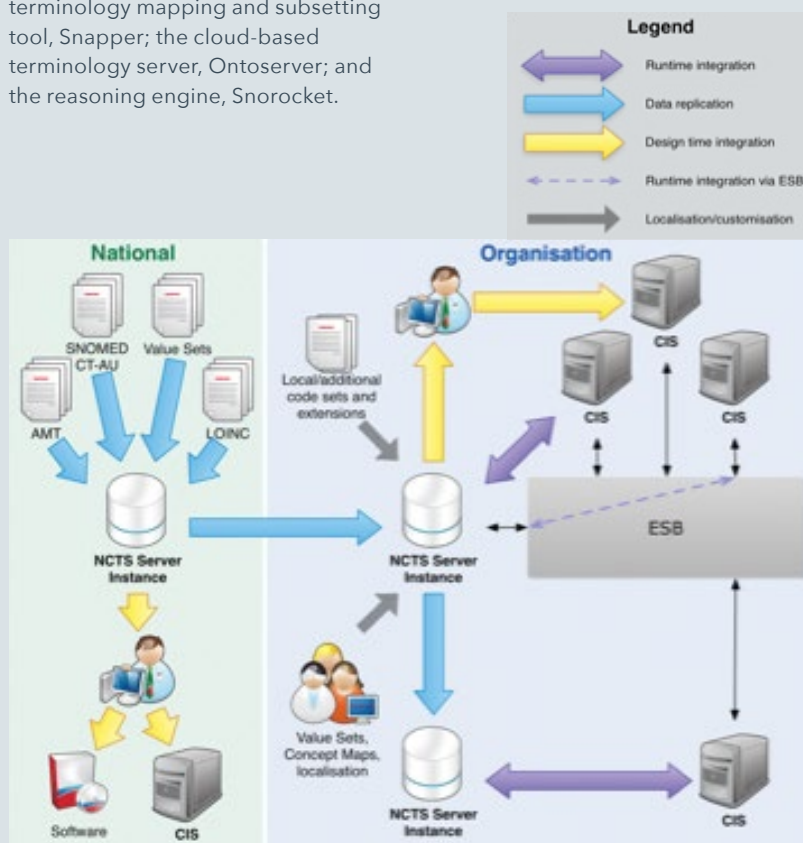 terminology mapping and subsetting
tool, Snapper; the cloud-based
terminology server, Ontoserver; and
the reasoning engine, Snorocket.
Legend
Runtime integration
Data replication
Design time integration
Runtime integration via ESB
Localisation/customisation
National
SNOMED
CT-AU
Value Sets
AMT
LOINC
NCTS Server
Instance
Software
CIS
Organisation
Local/additional
code sets and
extensions
CIS
CIS
CIS
NCTS Server
Instance
ESB
Value Sets,
Concept Maps,
localisation
NCTS Server
Instance
CIS